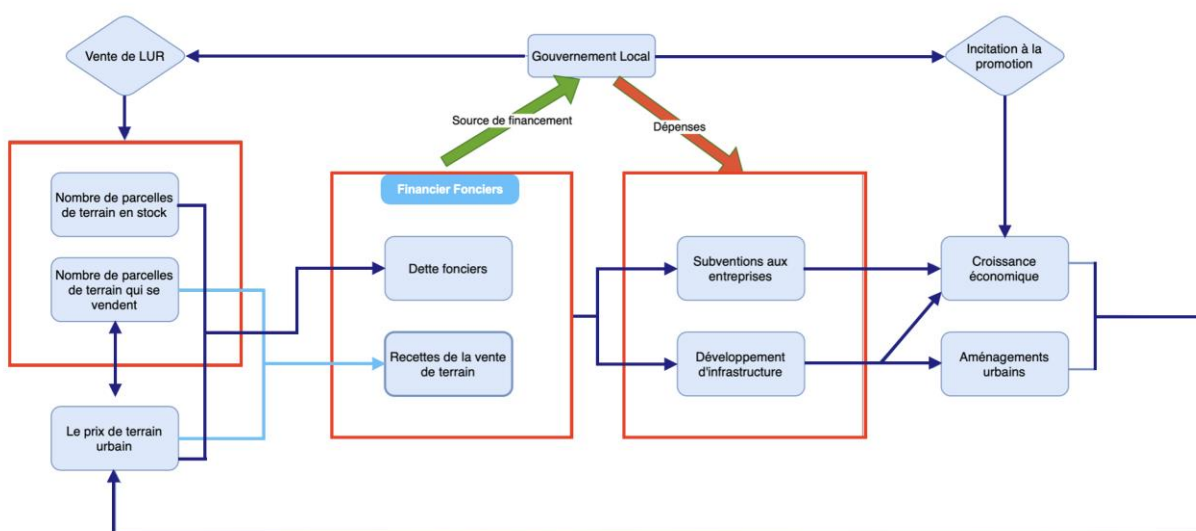 Vente de LUR
Gouvernement Local
Incitation à la
promotion
Source de financement
Dépenses
Financier Fonciers
Nombre de parcelles
de terrain en stock
Nombre de parcelles
de terrain qui se
vendent
Dette fonciers
Subventions aux
entreprises
Croissance
économique
Recettes de la vente
de terrain
Développement
d'infrastructure
Aménagements
urbains
Le prix de terrain
urbain